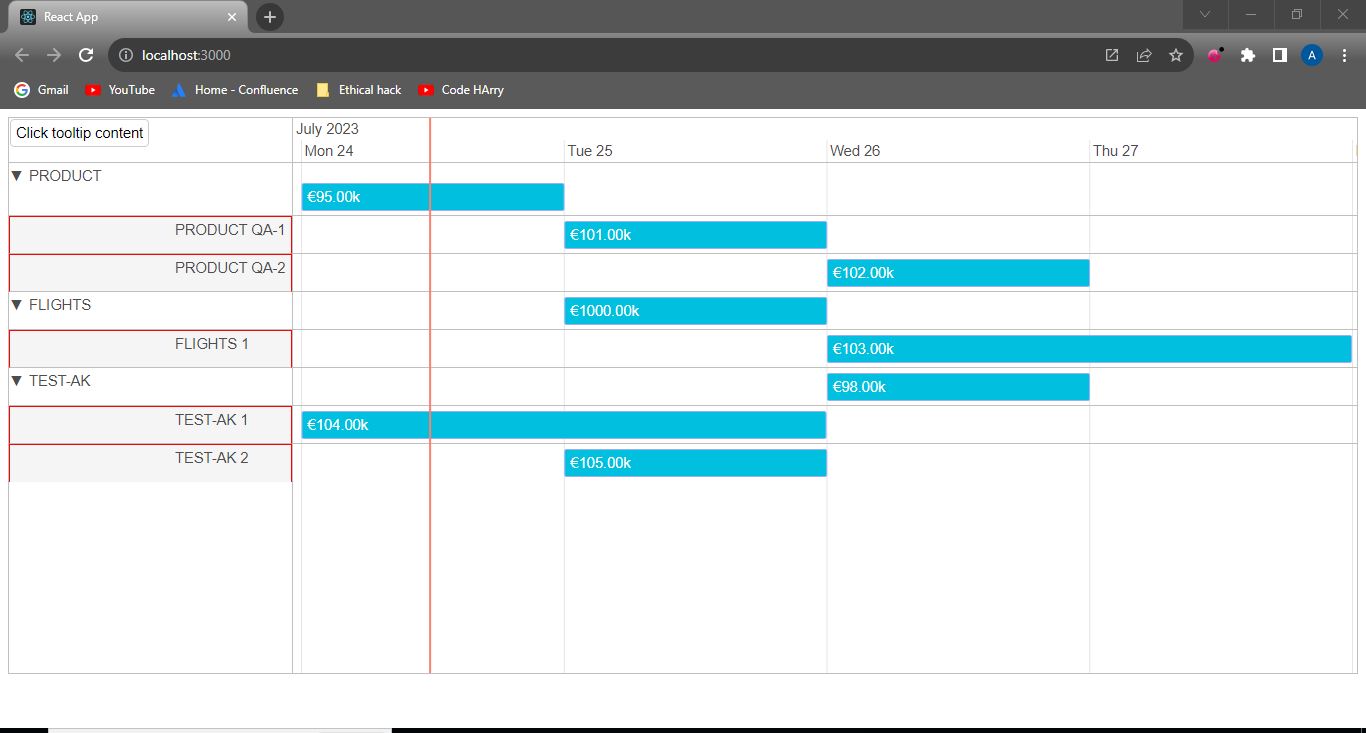 React App
localhost:3000
A
Gmail YouTube Home - Confluence Ethical hack Code HArry
Click tooltip content
July 2023
Mon 24 Tue 25 Wed 26 Thu 27
▼ PRODUCT
€95.00k
PRODUCT QA-1
€101.00k
PRODUCT QA-2
€102.00k
▼ FLIGHTS
€1000.00k
FLIGHTS 1
€103.00k
▼ TEST-AK
€98.00k
TEST-AK 1
€104.00k
TEST-AK 2
€105.00k